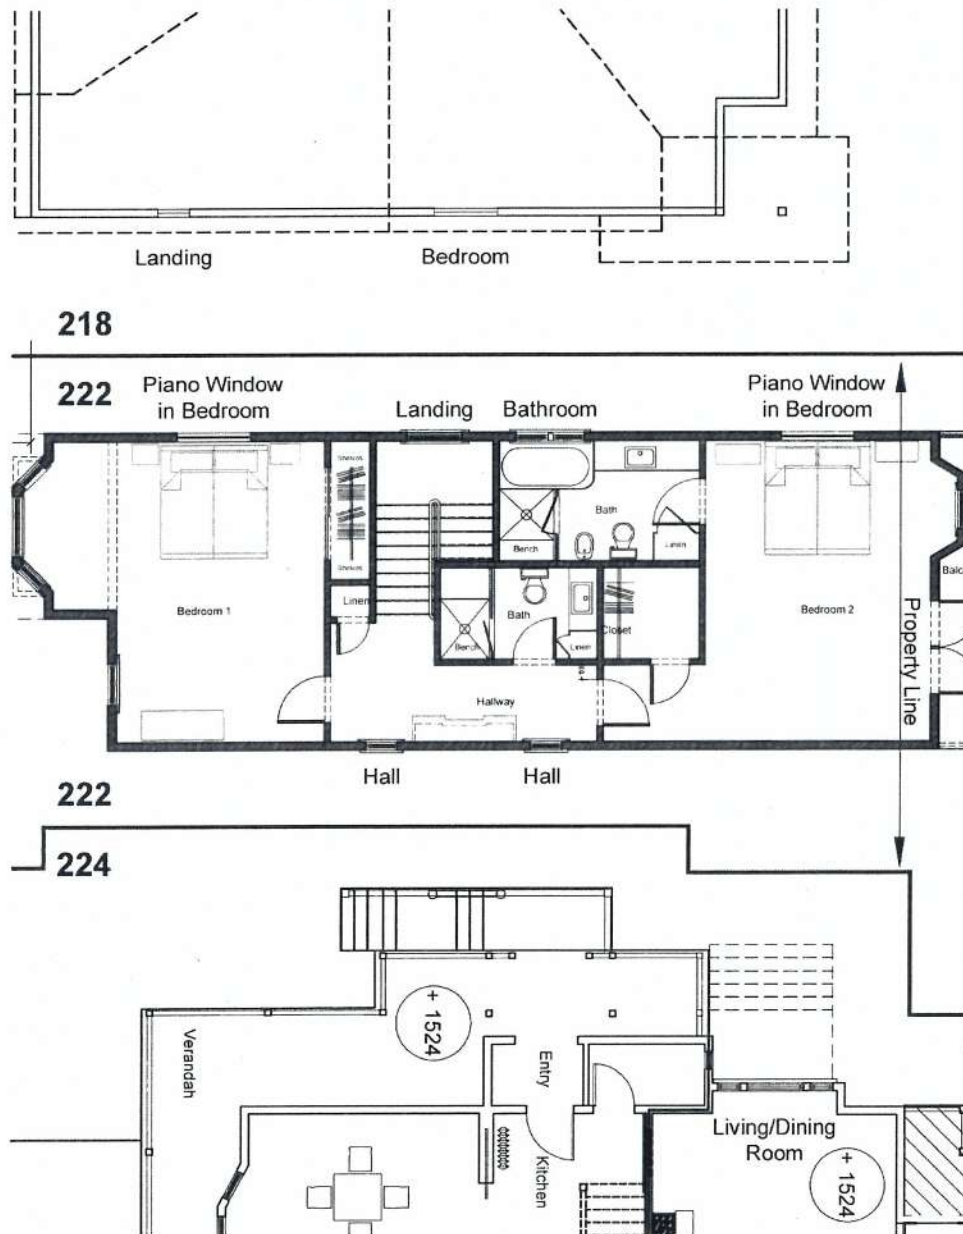 Landing
Bedroom
218
222
Piano Window
in Bedroom
Landing
Bathroom
Piano Window
in Bedroom
Shelves
Shelves
Linen
Bath
Bench
Linen
Bath
Bench
Linen
Closet
Bedroom 1
Bedroom 2
Hallway
Balc
Property Line
Hall
Hall
222
224
+ 1524
Verandah
Entry
Kitchen
Living/Dining
Room
+ 1524